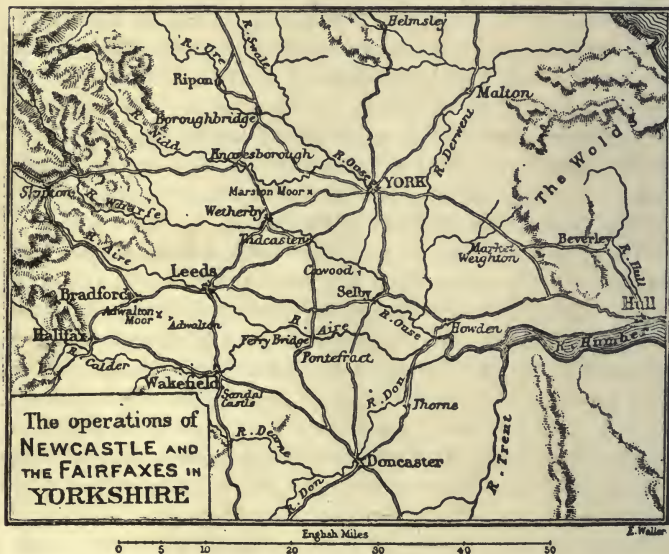 Helmsley
R. Ure
R. Swale
Ripon
Malton
Boroughbridge
R. Nidd
The Wolds
Knaresborough
R. Ouse
R. Derwent
Skipton
Marston Moor x
YORK
R. Wharfe
Wetherby
Tadcaster
Market
Weighton
Beverley
R. Hull
R. Aire
Cawood
Leeds
Bradford
Selby
Hull
Adwalton
Moor
Adwalton
R. Ouse
Howden
R. Aire
Halifax
Ferry Bridge
R. Humber
R. Calder
Pontefract
Wakefield
Sandal
Castle
R. Don
Thorne
The operations of
NEWCASTLE AND
THE FAIRFAXES IN
YORKSHIRE
R. Dearne
Doncaster
R. Trent
R. Don
English Miles
E. Waller
0 5 10 20 30 40 50